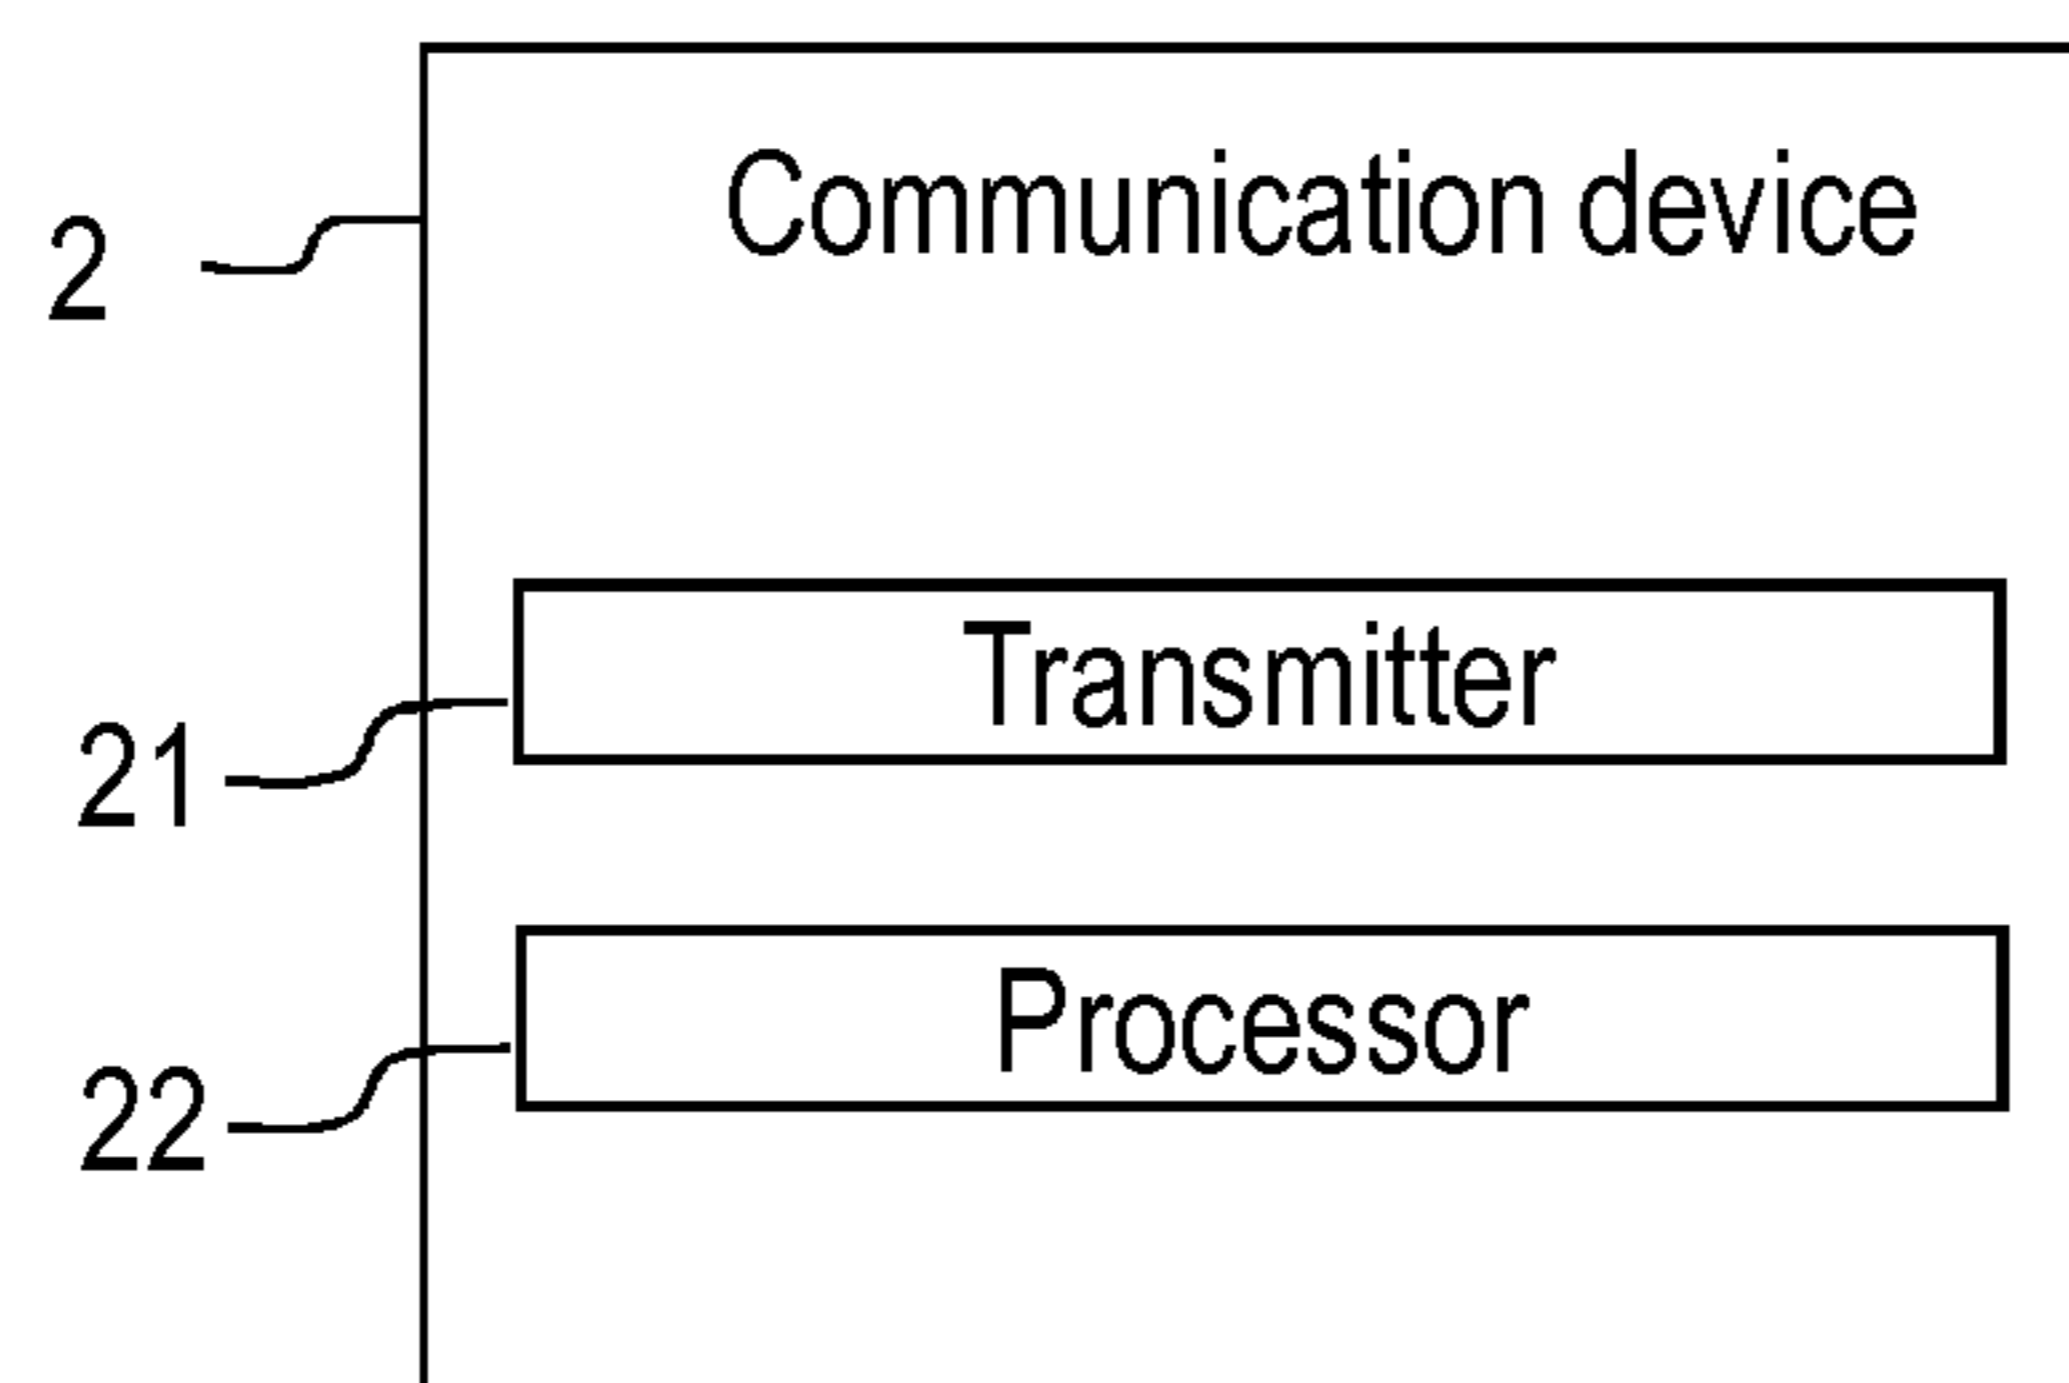 Communication device
2
Transmitter
21
Processor
22